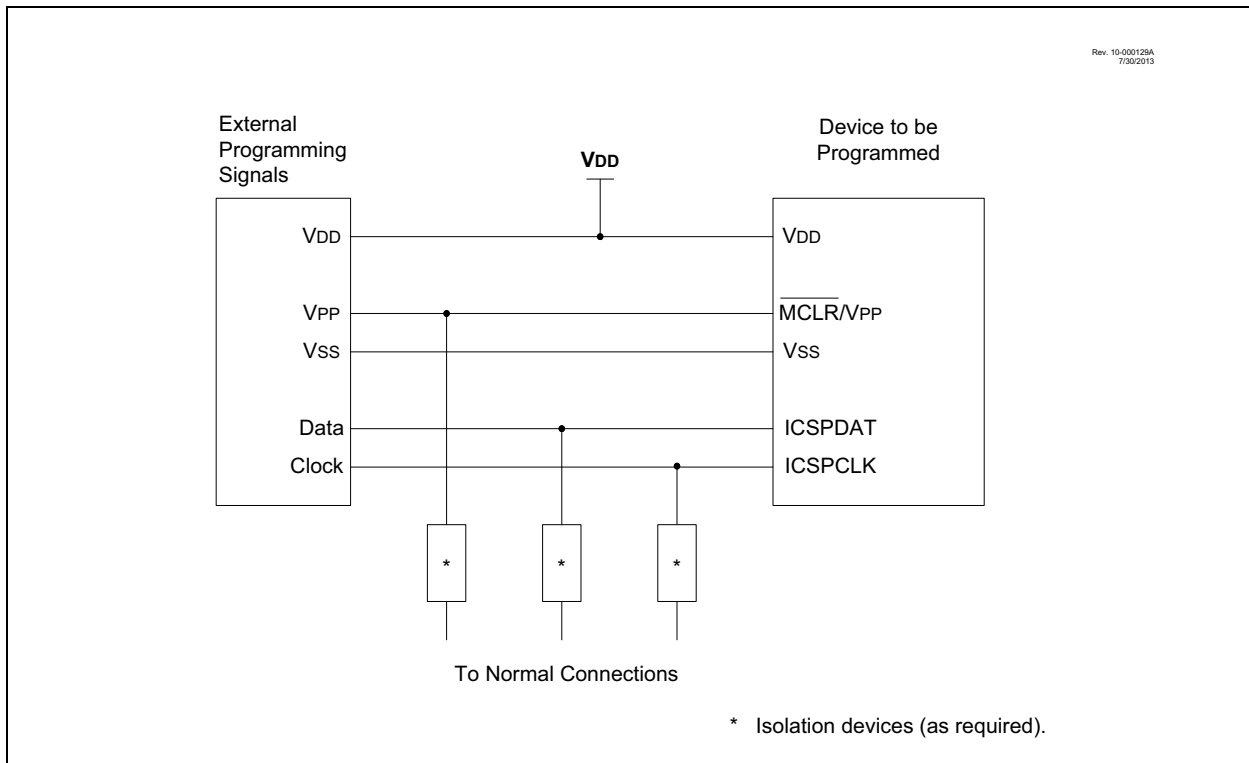 Rev. 10-000129A
7/30/2013
External
Programming
Signals
VDD
Device to be
Programmed
VDD
VPP
VSS
Data
Clock
VDD
MCLR/VPP
VSS
ICSPDAT
ICSPCLK
*
*
*
To Normal Connections
* Isolation devices (as required).